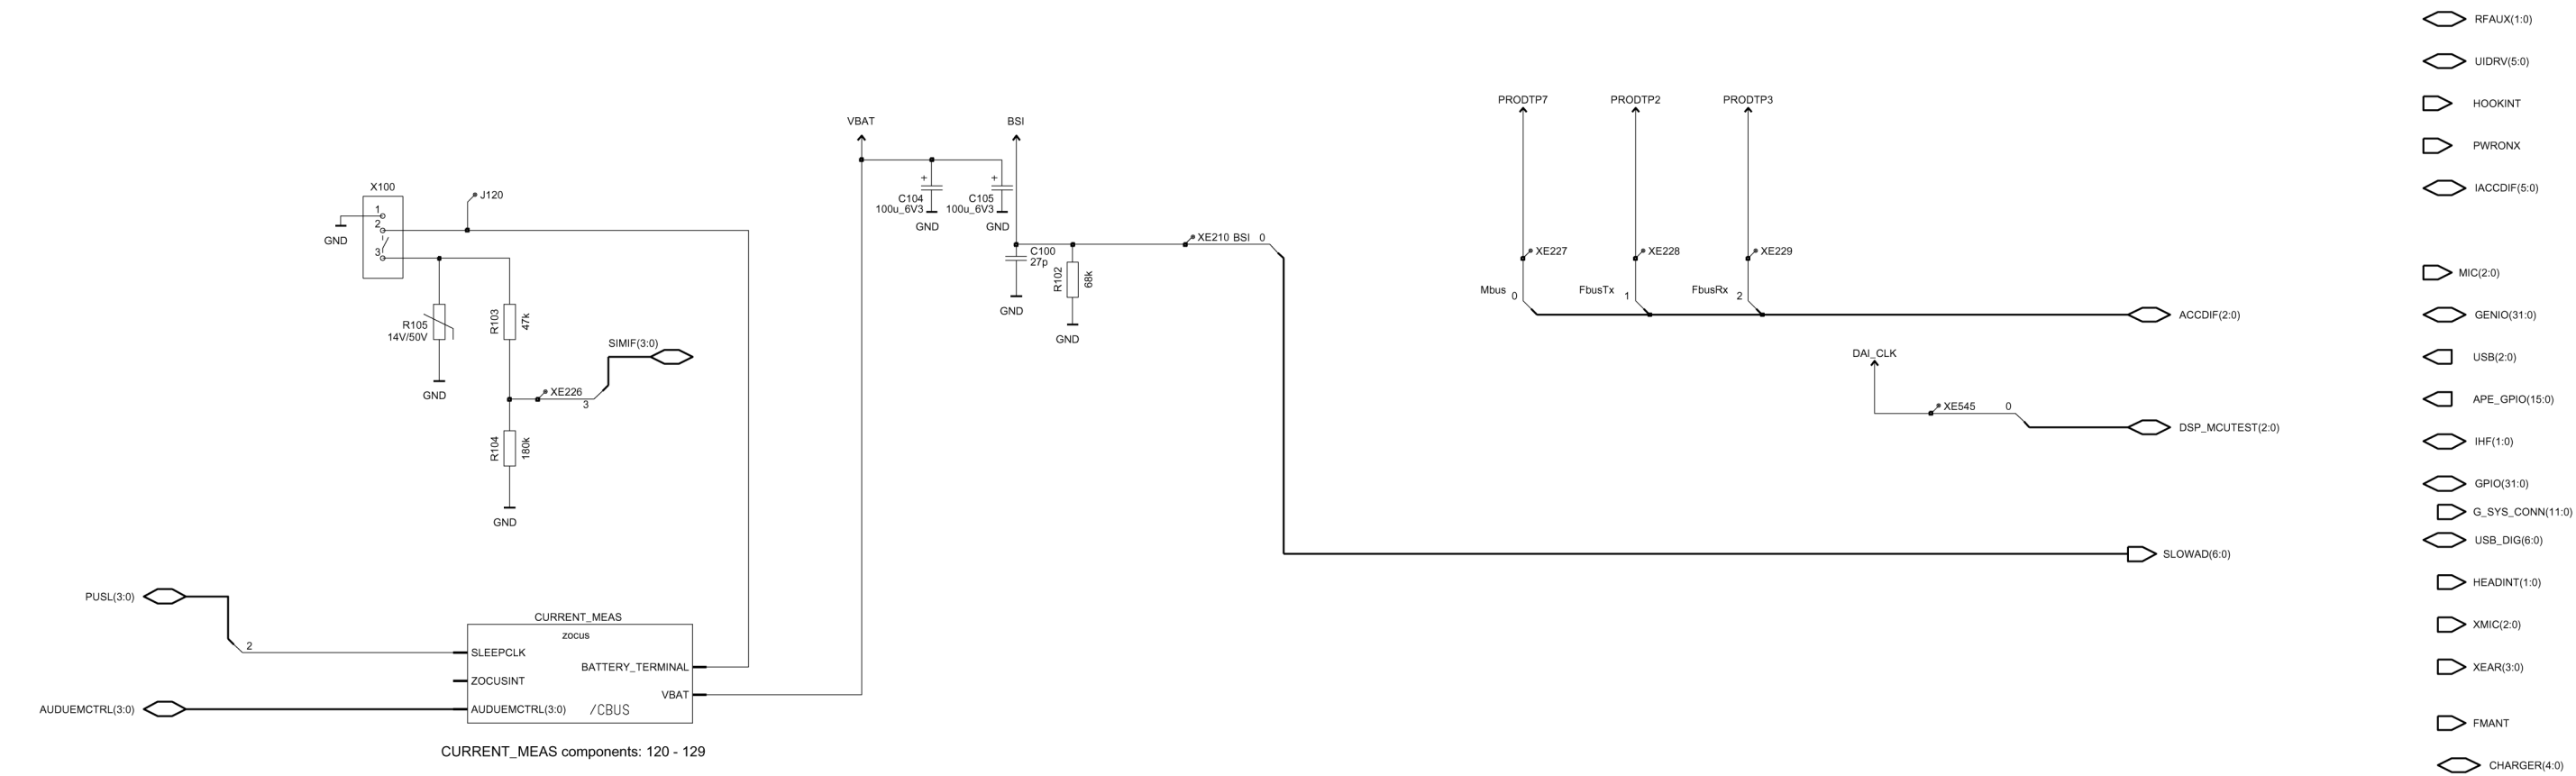 RFAUX(1:0)
UIDRV(5:0)
HOOKINT
PWRONX
IACCDIF(5:0)
MIC(2:0)
GENIO(31:0)
USB(2:0)
APE_GPIO(15:0)
IHF(1:0)
GPIO(31:0)
G_SYS_CONN(11:0)
USB_DIG(6:0)
HEADINT(1:0)
XMIC(2:0)
XEAR(3:0)
FMANT
CHARGER(4:0)
PRODTP7
PRODTP2
PRODTP3
XE227
XE228
XE229
Mbus
0
FbusTx
1
FbusRx
2
ACCDIF(2:0)
DAI_CLK
XE545
0
DSP_MCUTEST(2:0)
SLOWAD(6:0)
VBAT
BSI
+
C104
100u_6V3
GND
+
C105
100u_6V3
GND
XE210 BSI 0
C100
27p
GND
R102
68k
GND
X100
1
2
3
GND
J120
R105
14V/50V
GND
R103
47k
SIMIF(3:0)
XE226
3
R104
180k
GND
PUSL(3:0)
2
AUDUEMCTRL(3:0)
CURRENT_MEAS
zocus
SLEEPCLK
BATTERY_TERMINAL
ZOCUSINT
VBAT
AUDUEMCTRL(3:0)
/CBUS
CURRENT_MEAS components: 120 - 129